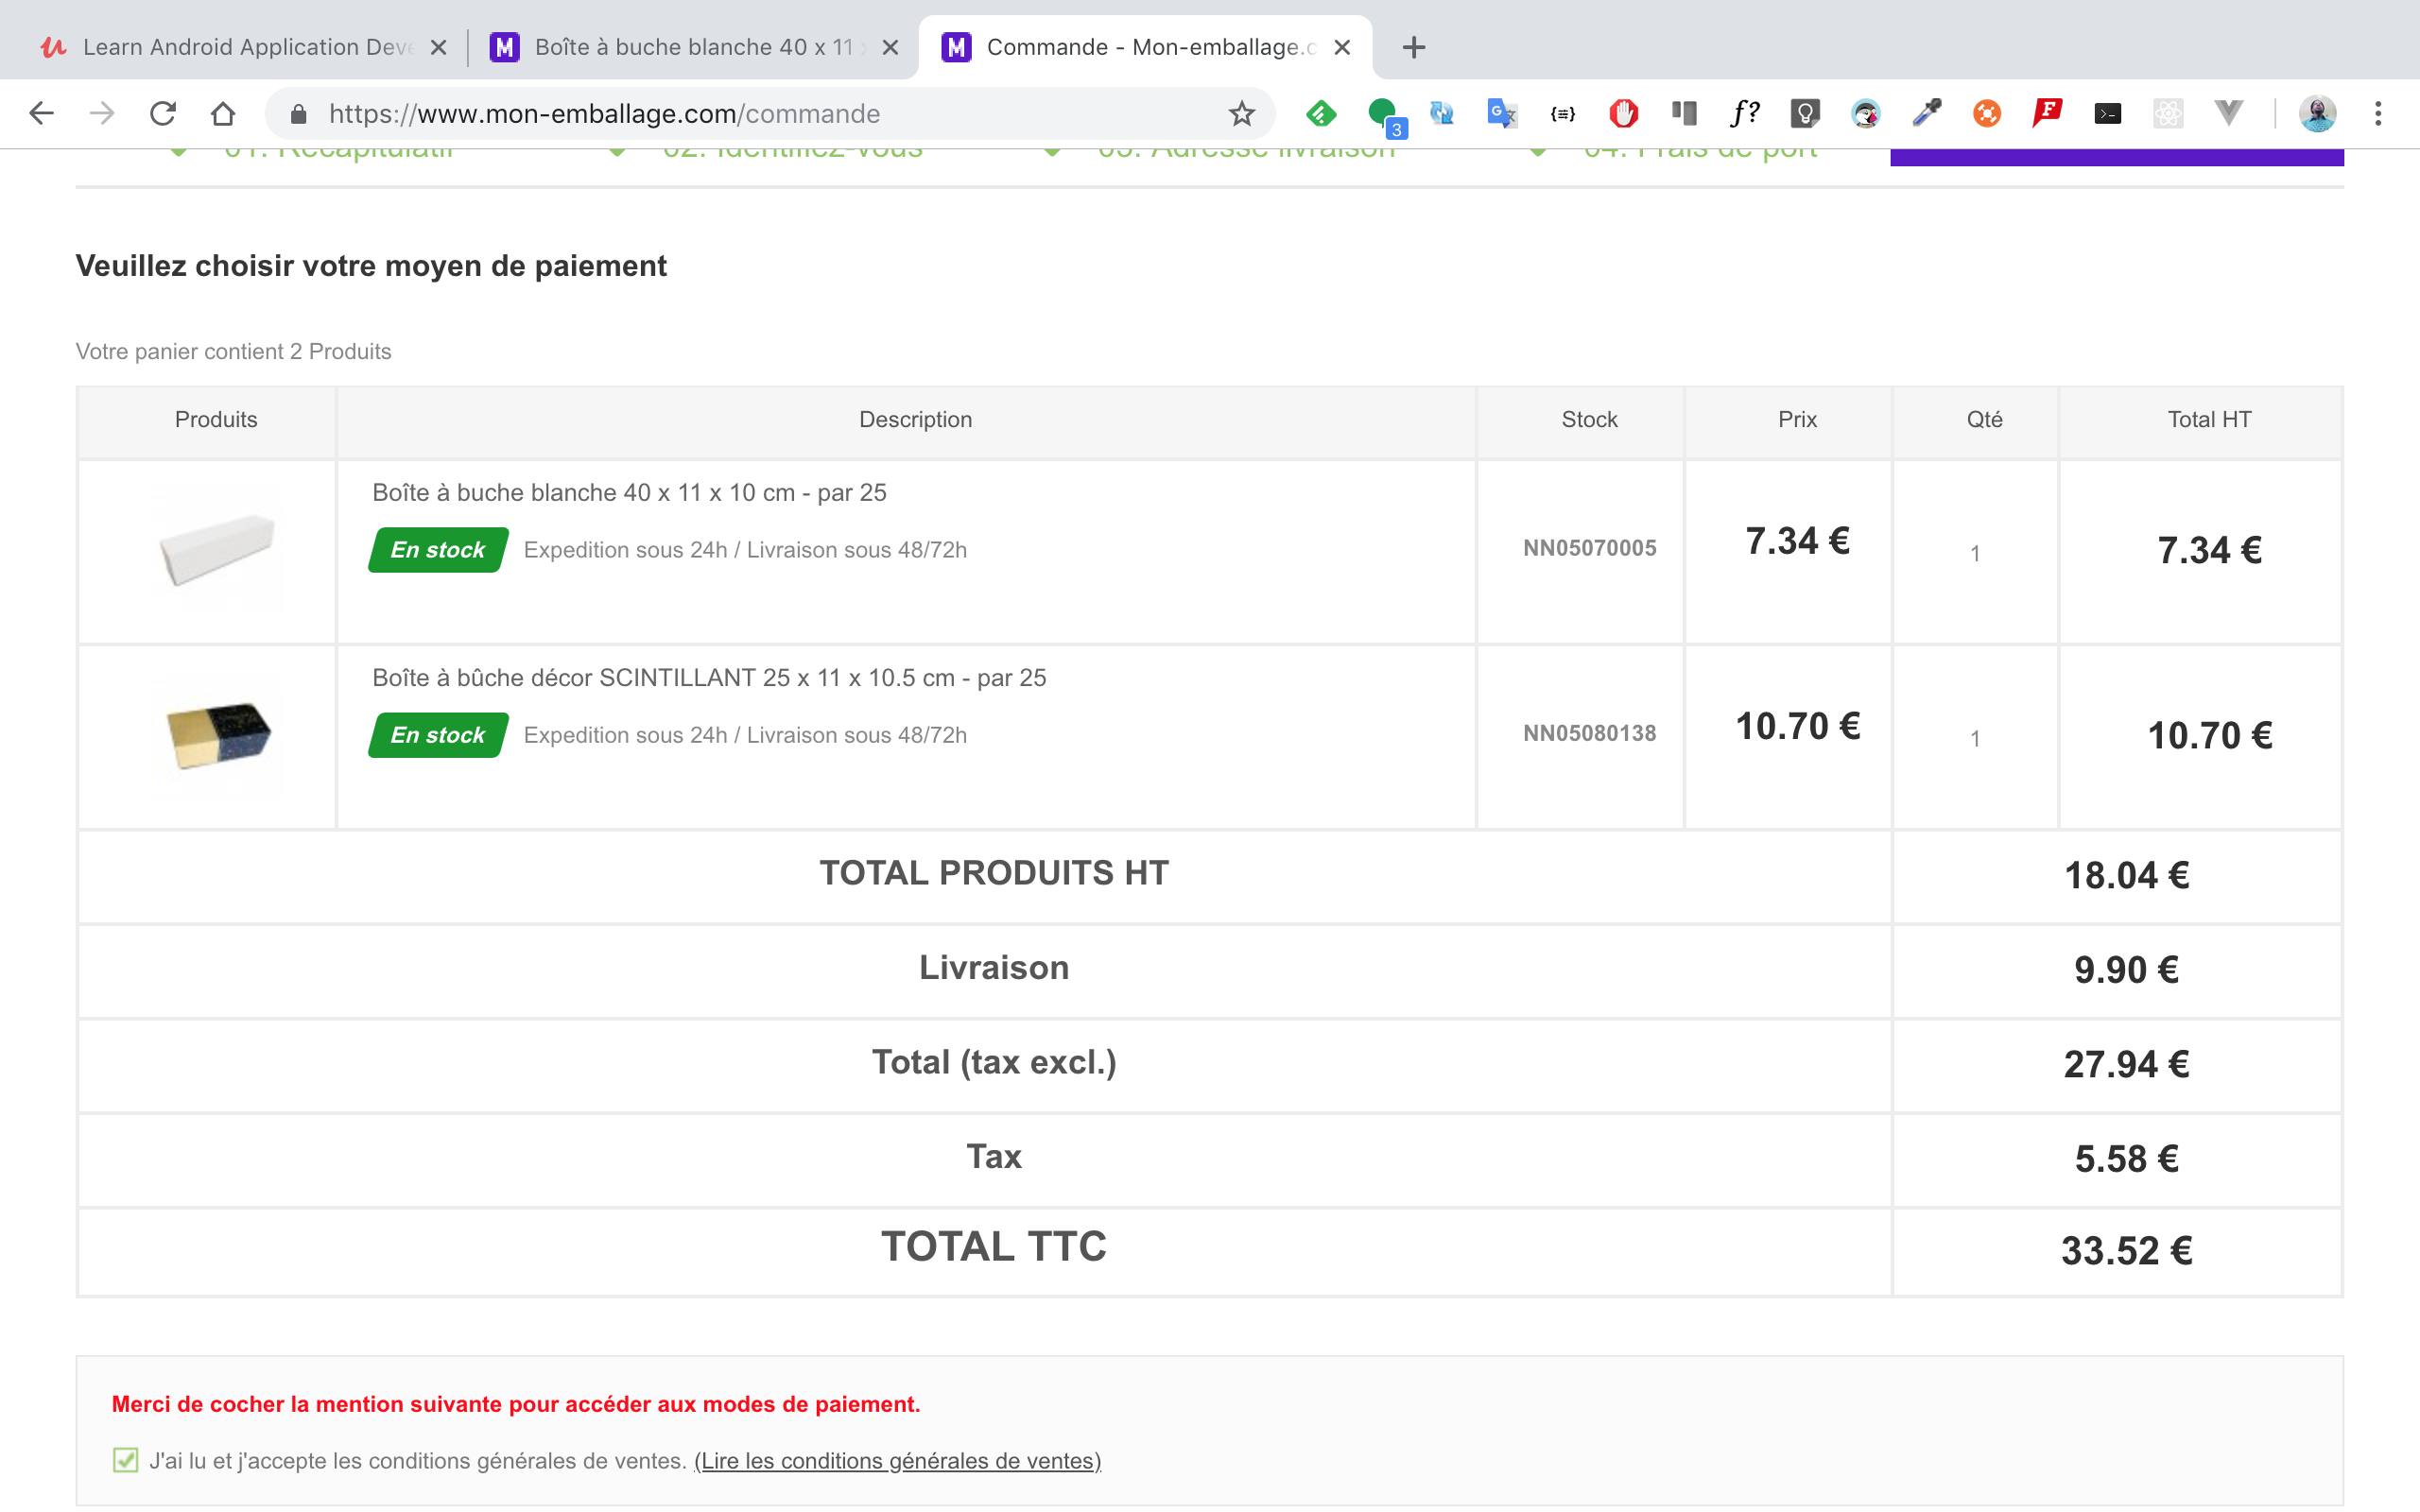 Learn Android Application Deve
Boîte à buche blanche 40 x 11
Commande - Mon-emballage.c
https://www.mon-emballage.com/commande
3
f?
01. Récapitulatif
02. Identifiez-vous
03. Adresse livraison
04. Frais de port
Veuillez choisir votre moyen de paiement
Votre panier contient 2 Produits
Produits Description Stock Prix Qté Total HT
Boîte à buche blanche 40 x 11 x 10 cm - par 25
En stock Expedition sous 24h / Livraison sous 48/72h
NN05070005 7.34 € 1 7.34 €
Boîte à bûche décor SCINTILLANT 25 x 11 x 10.5 cm - par 25
En stock Expedition sous 24h / Livraison sous 48/72h
NN05080138 10.70 € 1 10.70 €
TOTAL PRODUITS HT 18.04 €
Livraison 9.90 €
Total (tax excl.) 27.94 €
Tax 5.58 €
TOTAL TTC 33.52 €
Merci de cocher la mention suivante pour accéder aux modes de paiement.
J'ai lu et j'accepte les conditions générales de ventes. (Lire les conditions générales de ventes)